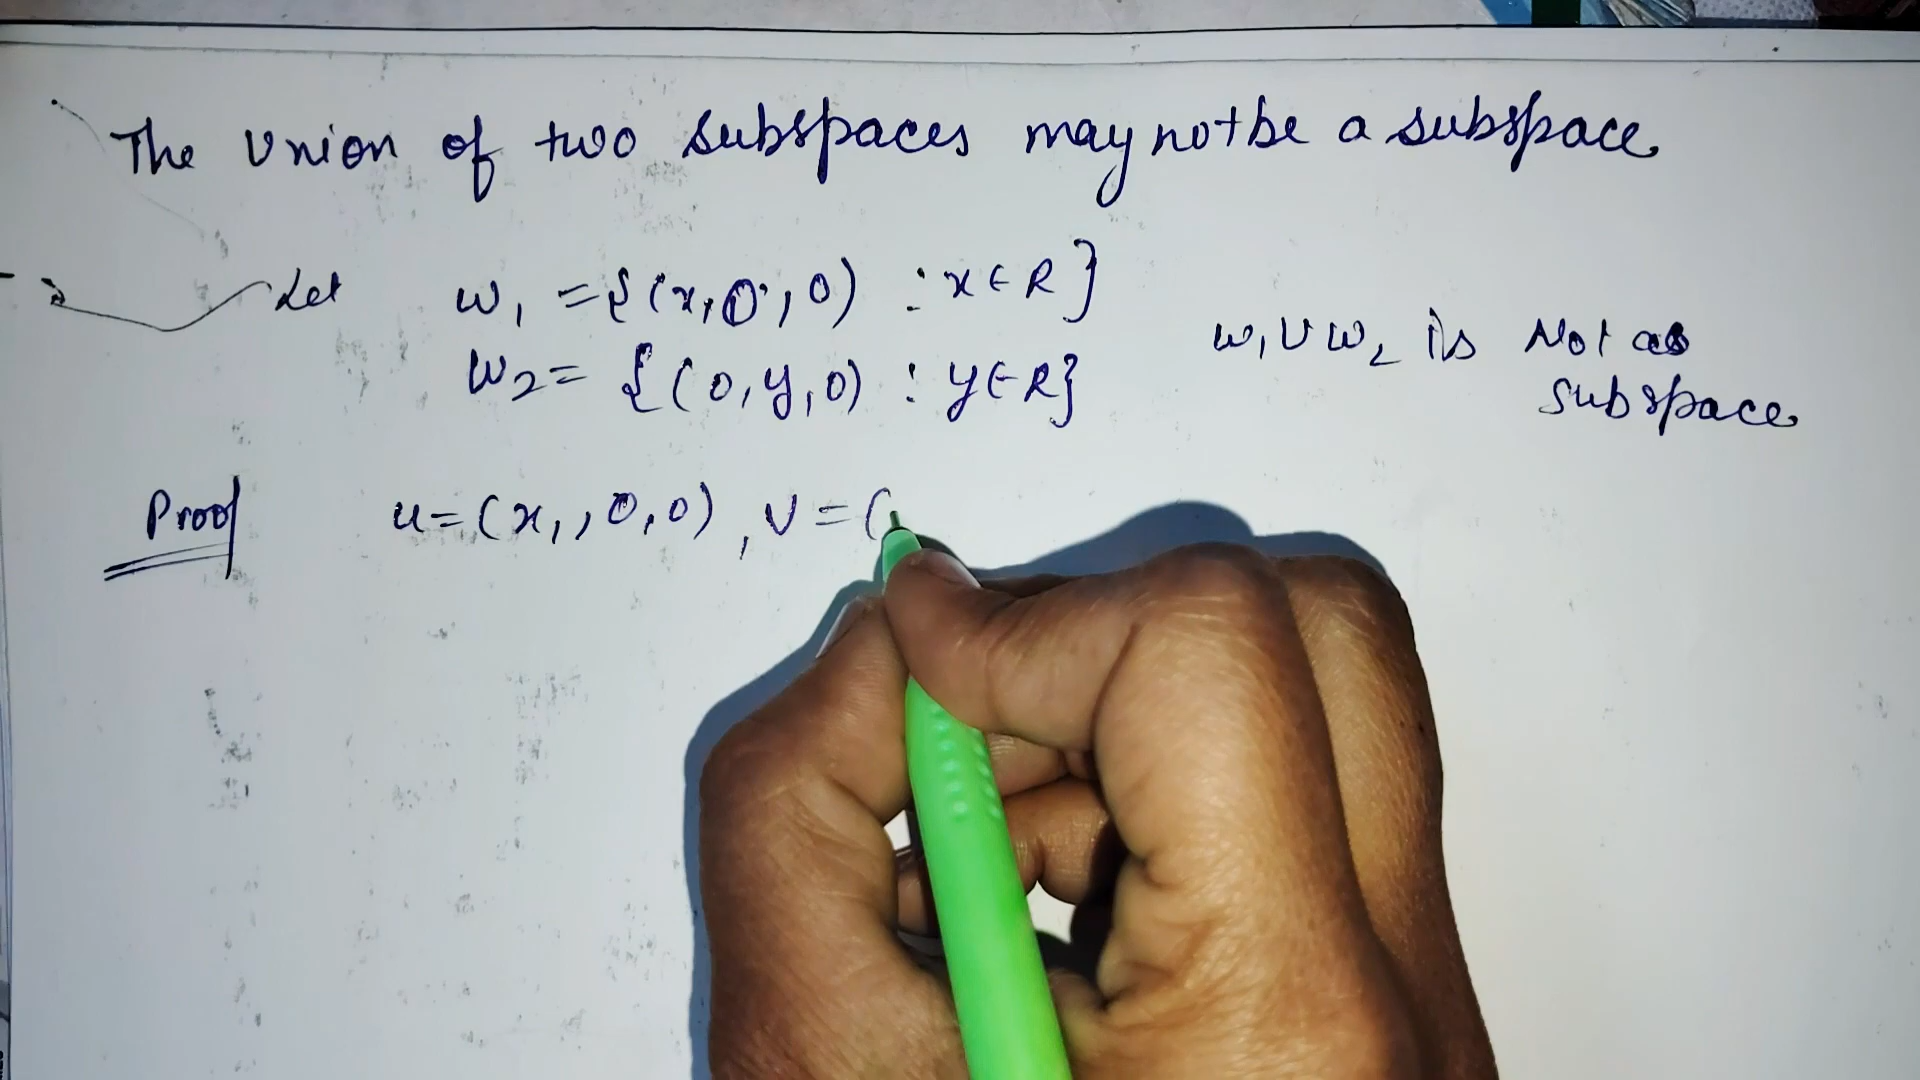 The Union of two subspaces may not be a subspace
Let W₁ = {(x, 0, 0) : x ∈ R}
W₂ = {(0, y, 0) : y ∈ R}
W₁ U W₂ is Not a
subspace
Proof u = (x₁, 0, 0), v = (